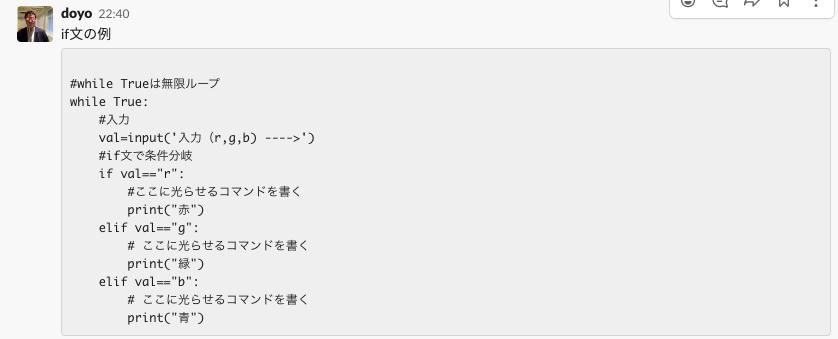 doyo 22:40
if文の例
#while Trueは無限ループ
while True:
    #入力
    val=input('入力（r,g,b) ---->')
    #if文で条件分岐
    if val=="r":
        #ここに光らせるコマンドを書く
        print("赤")
    elif val=="g":
        # ここに光らせるコマンドを書く
        print("緑")
    elif val=="b":
        # ここに光らせるコマンドを書く
        print("青")